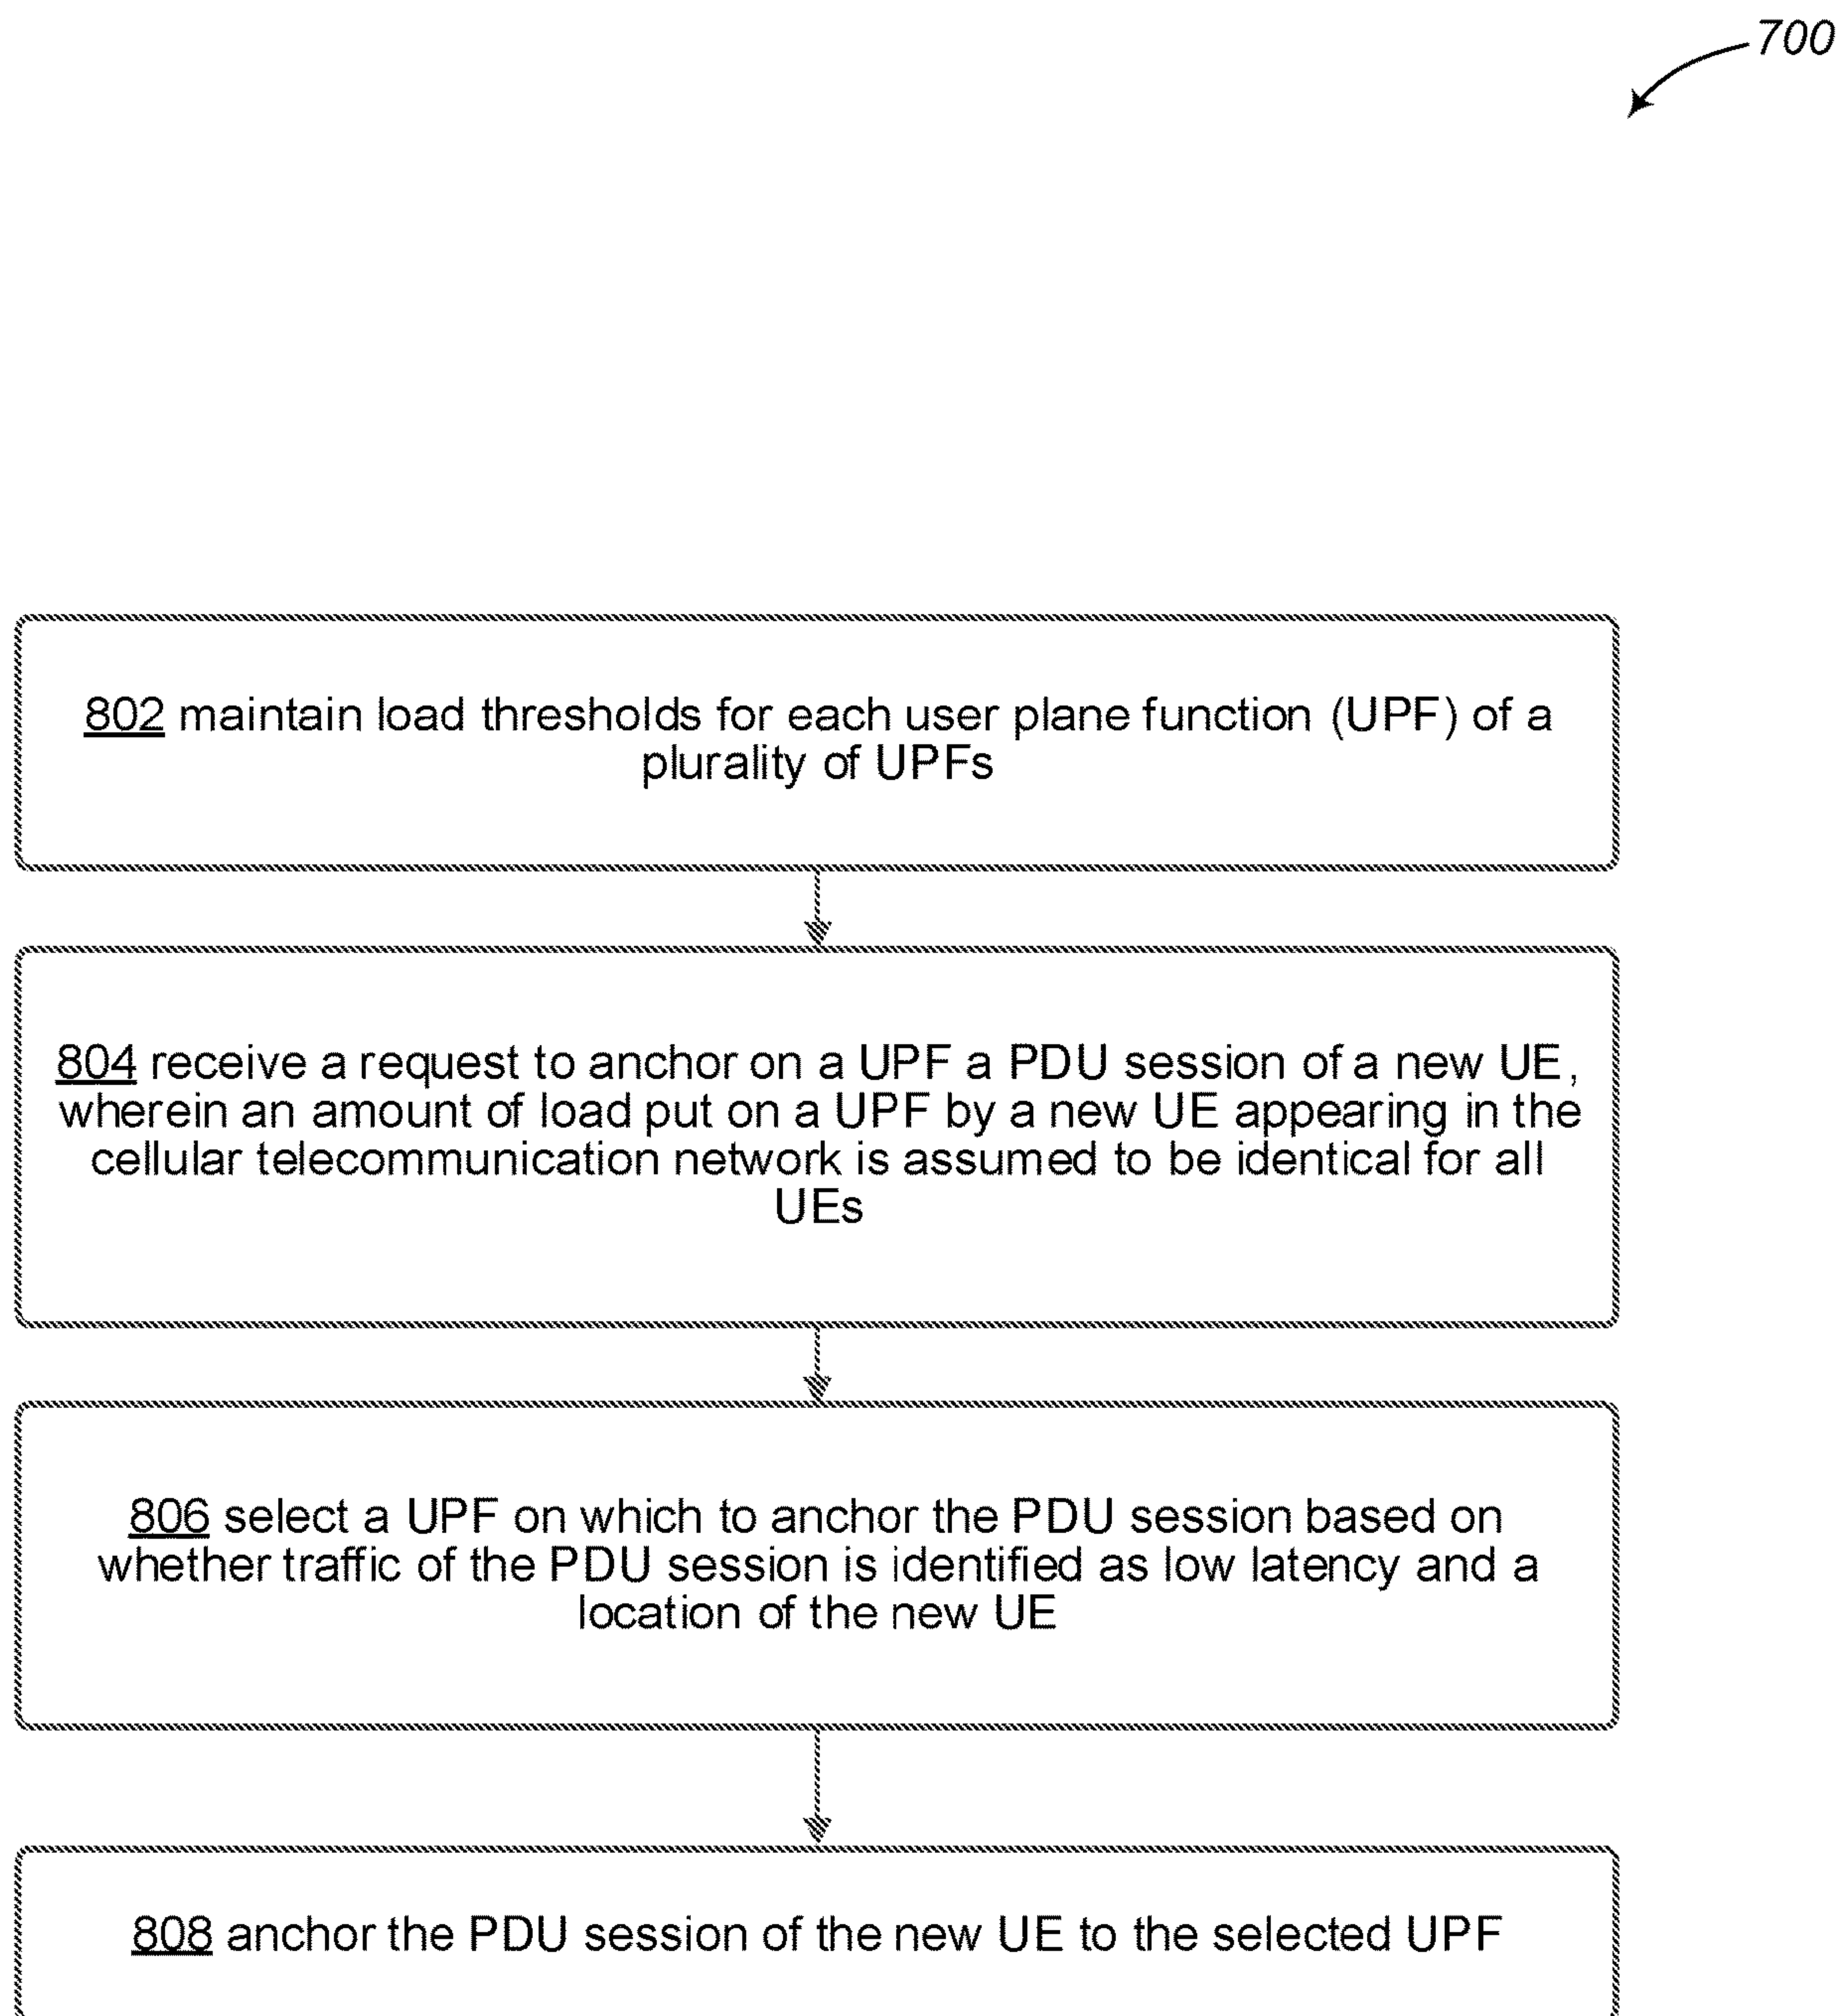 700
802 maintain load thresholds for each user plane function (UPF) of a
plurality of UPFs
804 receive a request to anchor on a UPF a PDU session of a new UE,
wherein an amount of load put on a UPF by a new UE appearing in the
cellular telecommunication network is assumed to be identical for all
UEs
806 select a UPF on which to anchor the PDU session based on
whether traffic of the PDU session is identified as low latency and a
location of the new UE
808 anchor the PDU session of the new UE to the selected UPF